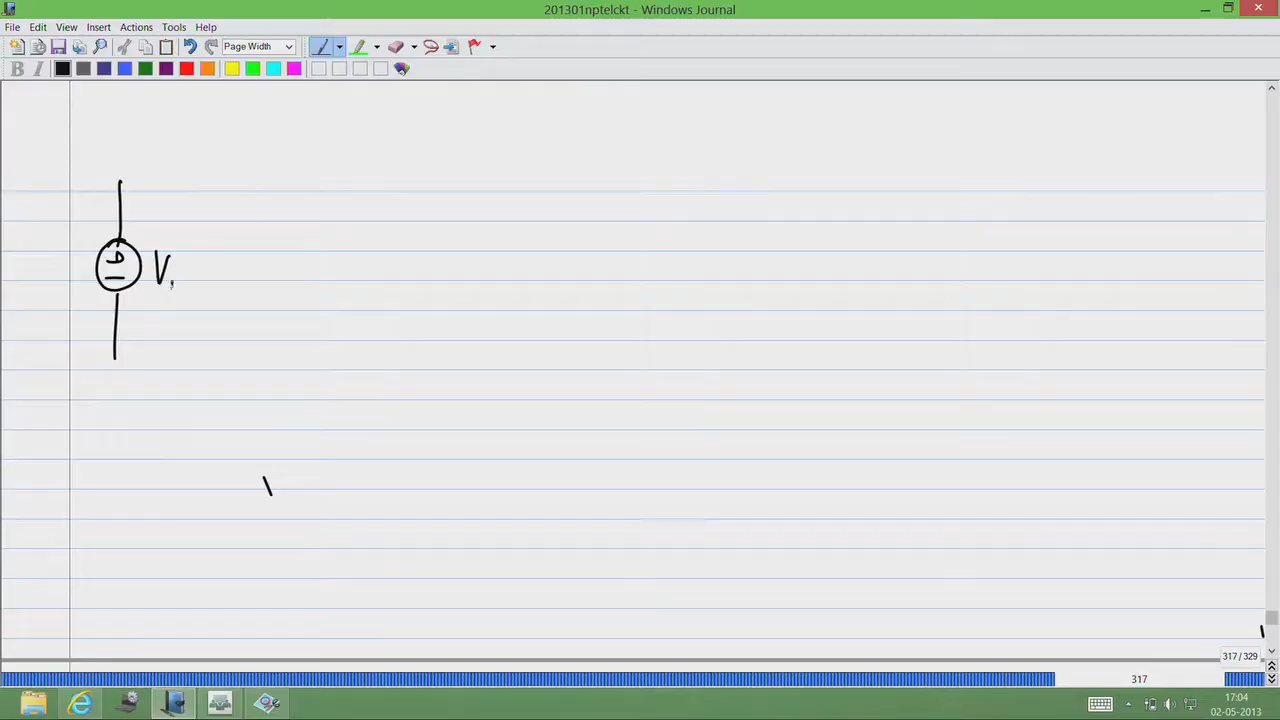 201301nptelckt - Windows Journal
File Edit View Insert Actions Tools Help
Page Width
B I
V
317 / 329
317
17:04
02-05-2013